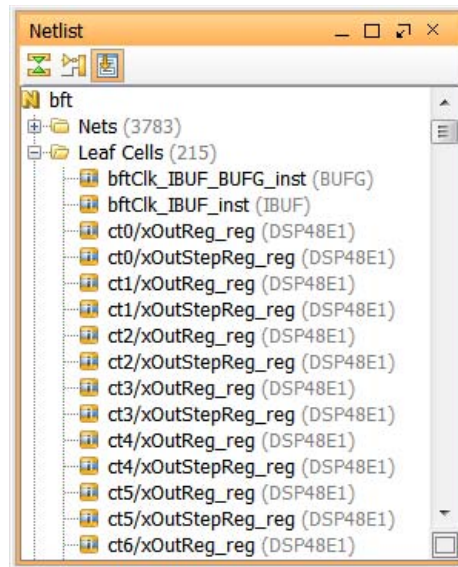 Netlist
bft
Nets (3783)
Leaf Cells (215)
bftClk_IBUF_BUFG_inst (BUFG)
bftClk_IBUF_inst (IBUF)
ct0/xOutReg_reg (DSP48E1)
ct0/xOutStepReg_reg (DSP48E1)
ct1/xOutReg_reg (DSP48E1)
ct1/xOutStepReg_reg (DSP48E1)
ct2/xOutReg_reg (DSP48E1)
ct2/xOutStepReg_reg (DSP48E1)
ct3/xOutReg_reg (DSP48E1)
ct3/xOutStepReg_reg (DSP48E1)
ct4/xOutReg_reg (DSP48E1)
ct4/xOutStepReg_reg (DSP48E1)
ct5/xOutReg_reg (DSP48E1)
ct5/xOutStepReg_reg (DSP48E1)
ct6/xOutReg_reg (DSP48E1)